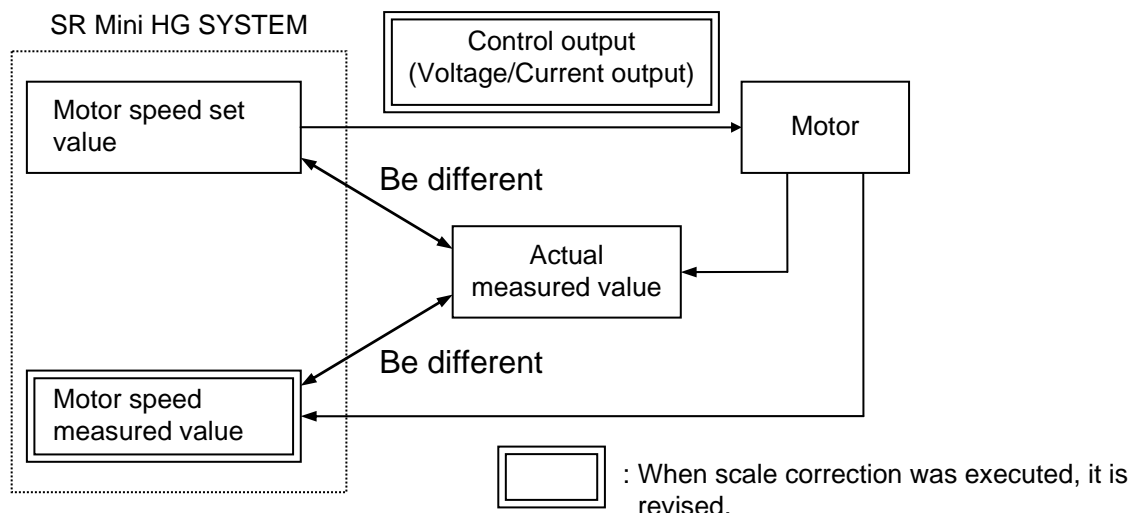 SR Mini HG SYSTEM
Control output
(Voltage/Current output)
Motor speed set
value
Motor
Be different
Actual
measured value
Be different
Motor speed
measured value
: When scale correction was executed, it is
revised.